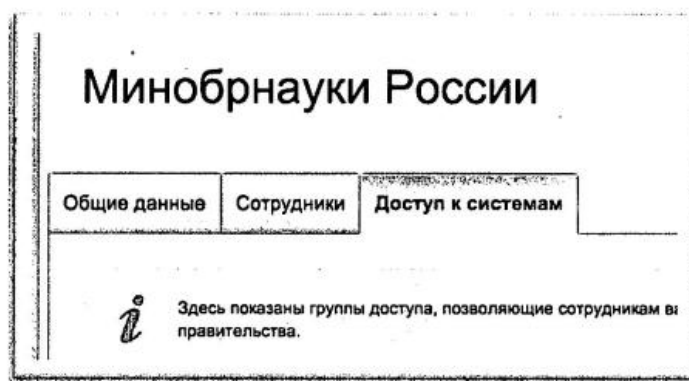 Минобрнауки России
Общие данные Сотрудники Доступ к системам
Здесь показаны группы доступа, позволяющие сотрудникам
правительства.